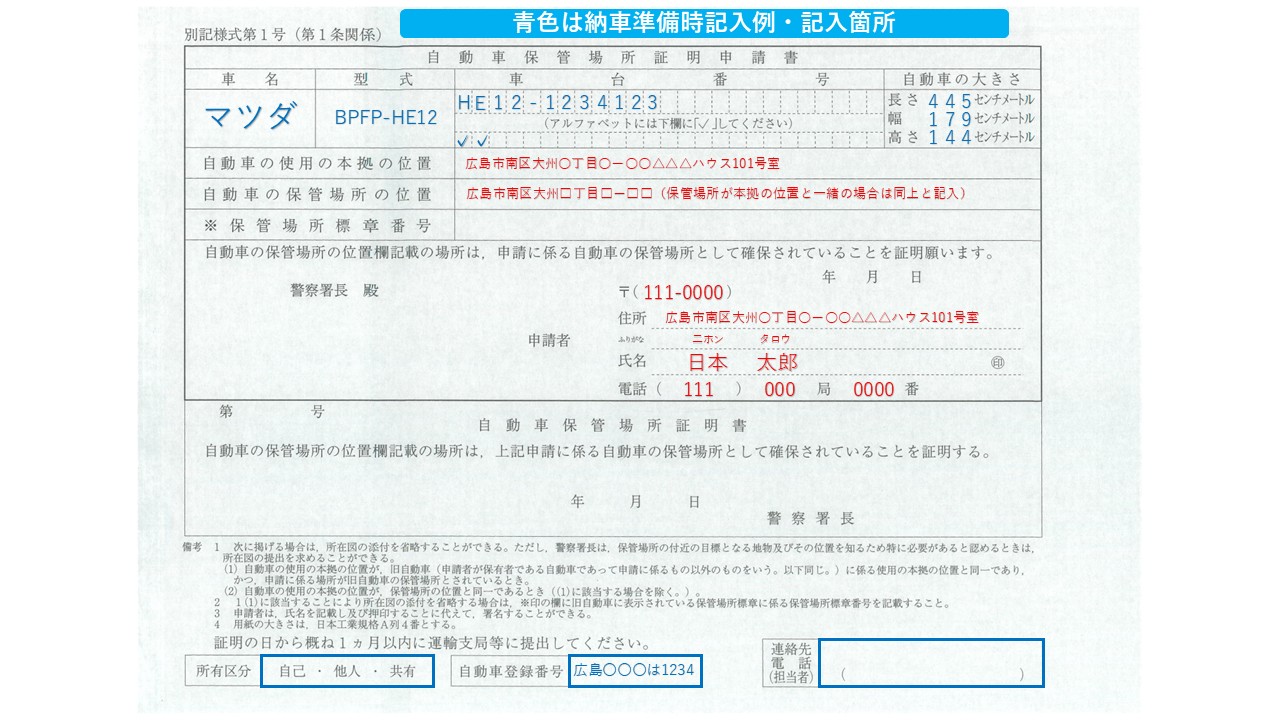 青色は納車準備時記入例・記入箇所
別記様式第1号（第1条関係）
自動車保管場所証明申請書
車名 型式 車台番号 自動車の大きさ
マツダ BPFP-HE12 HE12-1234123
（アルファベットには下欄に「✓」してください）
✓ ✓
長さ 445 センチメートル
幅 179 センチメートル
高さ 144 センチメートル
自動車の使用の本拠の位置 広島市南区大州○丁目○ー○○△△△ハウス101号室
自動車の保管場所の位置 広島市南区大州□丁目□ー□□（保管場所が本拠の位置と一緒の場合は同上と記入）
※保管場所標章番号
自動車の保管場所の位置欄記載の場所は，申請に係る自動車の保管場所として確保されていることを証明願います。
年 月 日
警察署長 殿
〒（111-0000）
住所 広島市南区大州○丁目○ー○○△△△ハウス101号室
申請者
ふりがな ニホン タロウ
氏名 日本 太郎 ㊞
電話（ 111 ） 000 局 0000 番
第 号
自動車保管場所証明書
自動車の保管場所の位置欄記載の場所は，上記申請に係る自動車の保管場所として確保されていることを証明する。
年 月 日
警察署長
備考 1 次に掲げる場合は，所在図の添付を省略することができる。ただし，警察署長は，保管場所の付近の目標となる地物及びその位置を知るため特に必要があると認めるときは，
所在図の提出を求めることができる。
(1) 自動車の使用の本拠の位置が，旧自動車（申請者が保有者である自動車であって申請に係るもの以外のものをいう。以下同じ。）に係る使用の本拠の位置と同一であり，
かつ，申請に係る場所が旧自動車の保管場所とされているとき。
(2) 自動車の使用の本拠の位置が，保管場所の位置と同一であるとき（(1)に該当する場合を除く。）。
2 1(1)に該当することにより所在図の添付を省略する場合は，※印の欄に旧自動車に表示されている保管場所標章に係る保管場所標章番号を記載すること。
3 申請者は，氏名を記載し及び押印することに代えて，署名することができる。
4 用紙の大きさは，日本工業規格A列4番とする。
証明の日から概ね1ヵ月以内に運輸支局等に提出してください。
所有区分 自己 ・ 他人 ・ 共有
自動車登録番号 広島○○○は1234
連絡先
電話
(担当者) （ ）